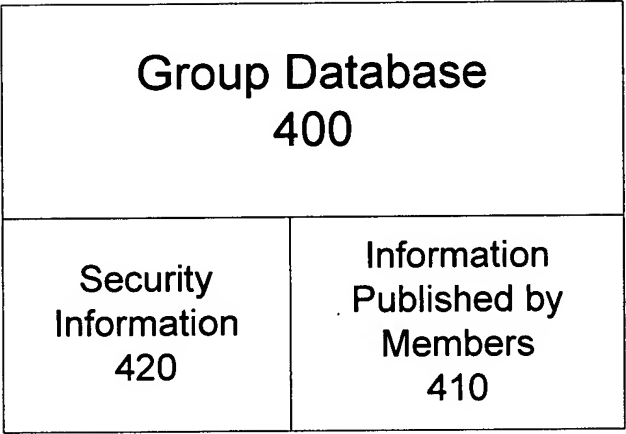 Group Database
400
Security
Information
420
Information
Published by
Members
410